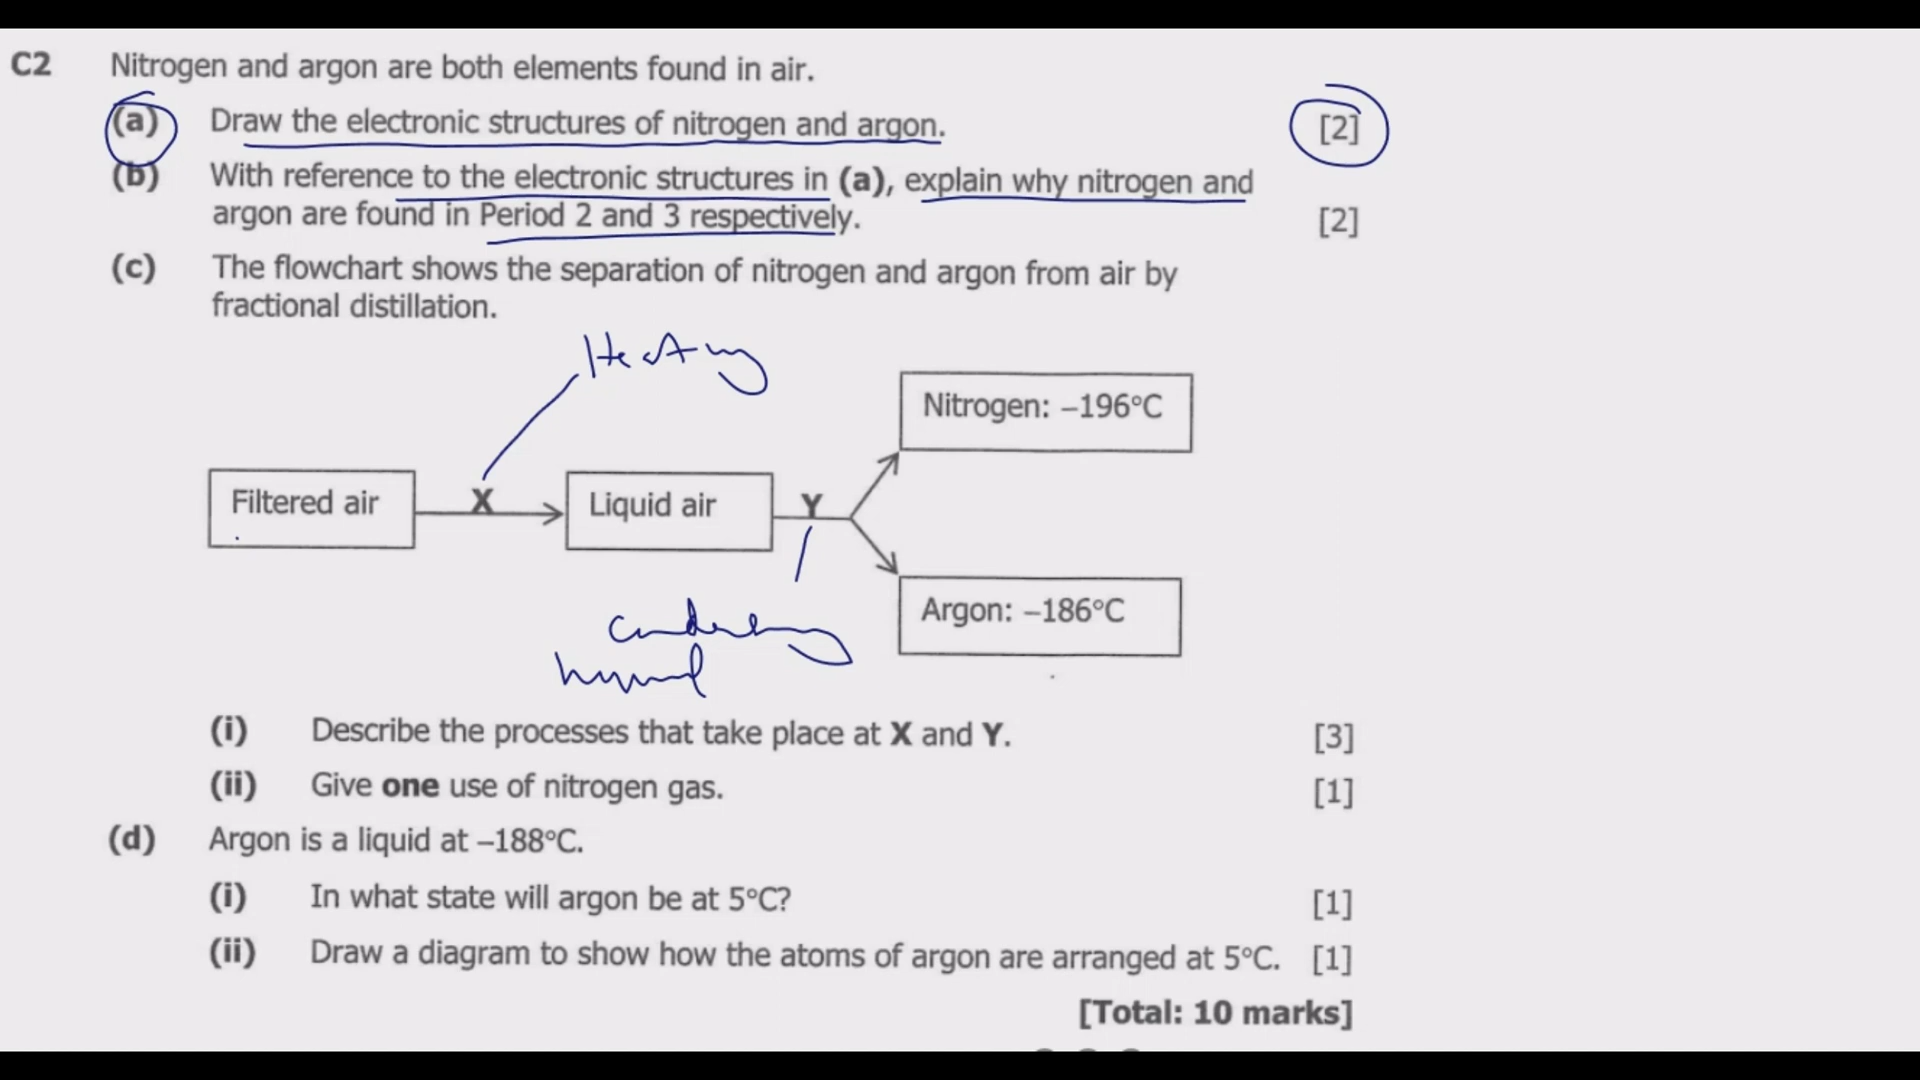 C2 Nitrogen and argon are both elements found in air.
(a) Draw the electronic structures of nitrogen and argon. [2]
(b) With reference to the electronic structures in (a), explain why nitrogen and
argon are found in Period 2 and 3 respectively. [2]
(c) The flowchart shows the separation of nitrogen and argon from air by
fractional distillation.
Heating
Nitrogen: –196°C
Filtered air X Liquid air Y
Argon: –186°C
(i) Describe the processes that take place at X and Y. [3]
(ii) Give one use of nitrogen gas. [1]
(d) Argon is a liquid at –188°C.
(i) In what state will argon be at 5°C? [1]
(ii) Draw a diagram to show how the atoms of argon are arranged at 5°C. [1]
[Total: 10 marks]